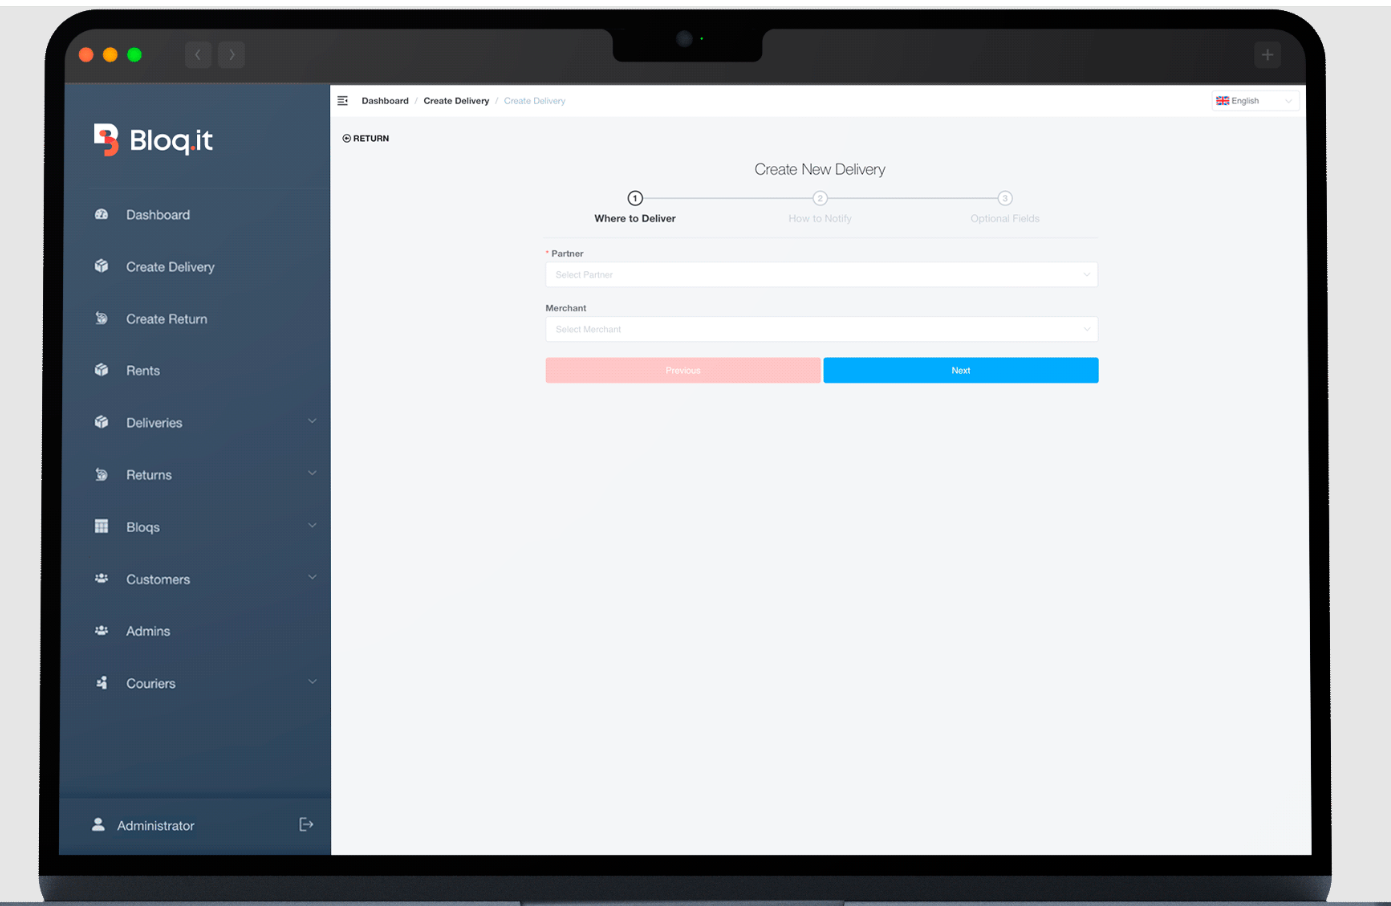 Bloq.it
Dashboard
Create Delivery
Create Return
Rents
Deliveries
Returns
Bloqs
Customers
Admins
Couriers
Administrator
Dashboard / Create Delivery / Create Delivery
English
RETURN
Create New Delivery
1 2 3
Where to Deliver How to Notify Optional Fields
* Partner
Select Partner
Merchant
Select Merchant
Previous Next